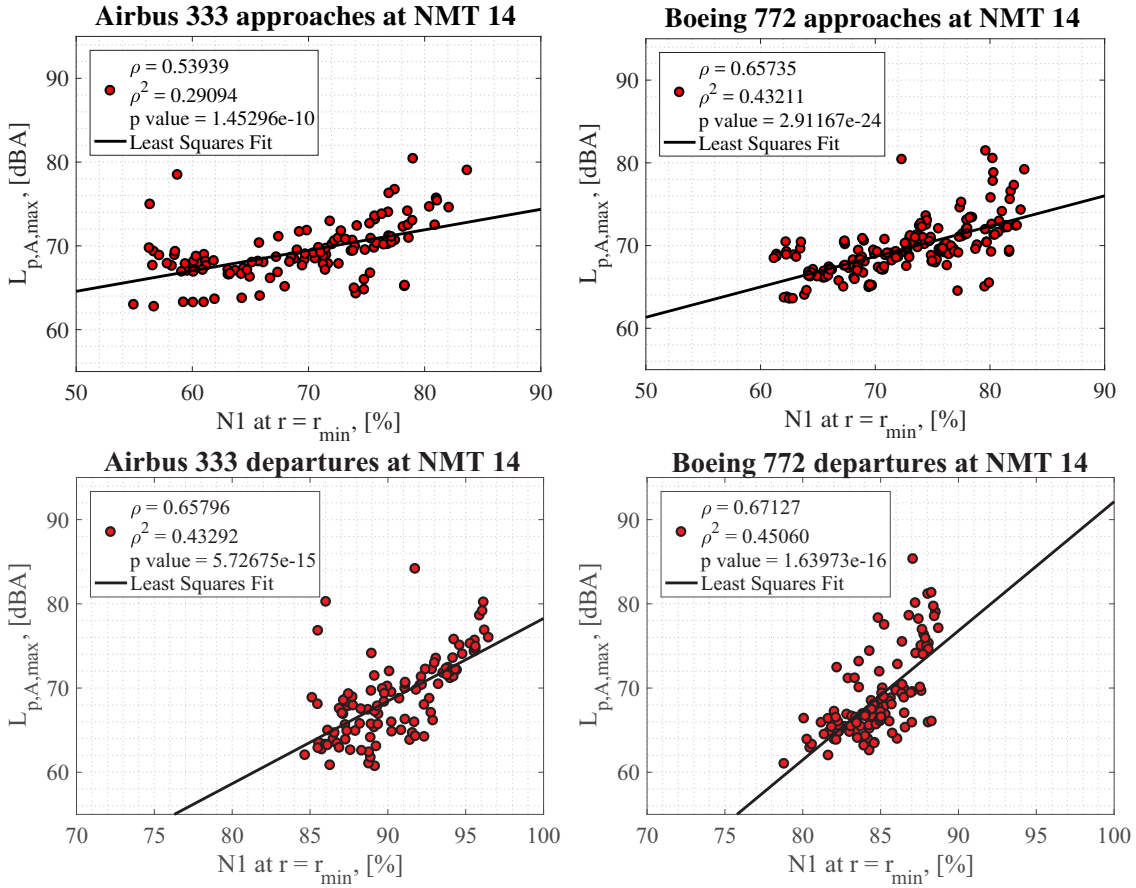 Airbus 333 approaches at NMT 14
ρ = 0.53939
ρ² = 0.29094
p value = 1.45296e-10
Least Squares Fit
90
80
70
60
L_p,A,max, [dBA]
50 60 70 80 90
N1 at r = r_min, [%]
Boeing 772 approaches at NMT 14
ρ = 0.65735
ρ² = 0.43211
p value = 2.91167e-24
Least Squares Fit
90
80
70
60
L_p,A,max, [dBA]
50 60 70 80 90
N1 at r = r_min, [%]
Airbus 333 departures at NMT 14
ρ = 0.65796
ρ² = 0.43292
p value = 5.72675e-15
Least Squares Fit
90
80
70
60
L_p,A,max, [dBA]
70 75 80 85 90 95 100
N1 at r = r_min, [%]
Boeing 772 departures at NMT 14
ρ = 0.67127
ρ² = 0.45060
p value = 1.63973e-16
Least Squares Fit
90
80
70
60
L_p,A,max, [dBA]
70 75 80 85 90 95 100
N1 at r = r_min, [%]